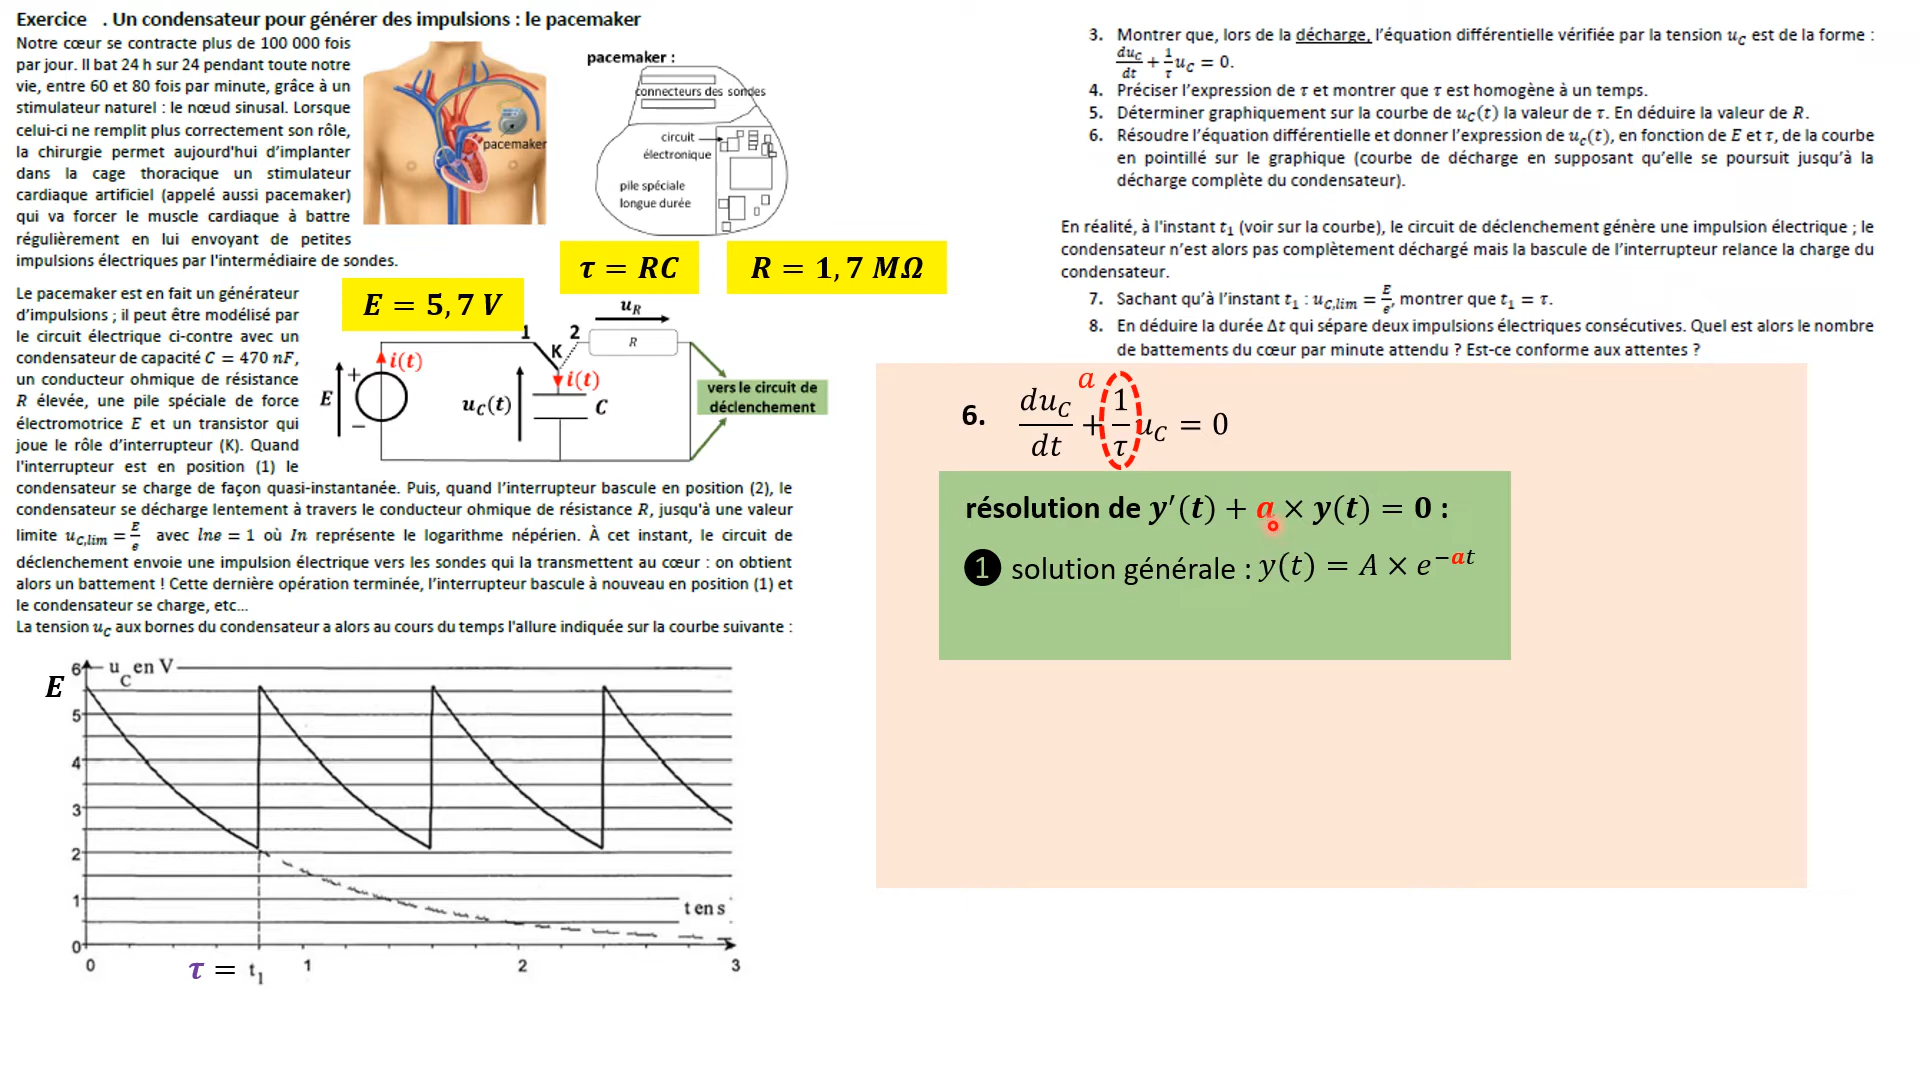 Exercice . Un condensateur pour générer des impulsions : le pacemaker
Notre cœur se contracte plus de 100 000 fois
par jour. Il bat 24 h sur 24 pendant toute notre
vie, entre 60 et 80 fois par minute, grâce à un
stimulateur naturel : le nœud sinusal. Lorsque
celui-ci ne remplit plus correctement son rôle,
la chirurgie permet aujourd'hui d'implanter
dans la cage thoracique un stimulateur
cardiaque artificiel (appelé aussi pacemaker)
qui va forcer le muscle cardiaque à battre
régulièrement en lui envoyant de petites
impulsions électriques par l'intermédiaire de sondes.
pacemaker
pacemaker :
connecteurs des sondes
circuit
électronique
pile spéciale
longue durée
τ = RC
R = 1,7 MΩ
E = 5,7 V
Le pacemaker est en fait un générateur
d'impulsions ; il peut être modélisé par
le circuit électrique ci-contre avec un
condensateur de capacité C = 470 nF,
un conducteur ohmique de résistance
R élevée, une pile spéciale de force
électromotrice E et un transistor qui
joue le rôle d'interrupteur (K). Quand
l'interrupteur est en position (1) le
condensateur se charge de façon quasi-instantanée. Puis, quand l'interrupteur bascule en position (2), le
condensateur se décharge lentement à travers le conducteur ohmique de résistance R, jusqu'à une valeur
limite u_C,lim = E/e avec lne = 1 où In représente le logarithme népérien. À cet instant, le circuit de
déclenchement envoie une impulsion électrique vers les sondes qui la transmettent au cœur : on obtient
alors un battement ! Cette dernière opération terminée, l'interrupteur bascule à nouveau en position (1) et
le condensateur se charge, etc...
La tension u_C aux bornes du condensateur a alors au cours du temps l'allure indiquée sur la courbe suivante :
u_R
1
2
K
R
i(t)
i(t)
+
−
E
u_C(t)
C
vers le circuit de
déclenchement
E
u_C en V
6
5
4
3
2
1
0
t en s
0
τ = t_1
1
2
3
3. Montrer que, lors de la décharge, l'équation différentielle vérifiée par la tension u_C est de la forme :
du_C/dt + 1/τ u_C = 0.
4. Préciser l'expression de τ et montrer que τ est homogène à un temps.
5. Déterminer graphiquement sur la courbe de u_C(t) la valeur de τ. En déduire la valeur de R.
6. Résoudre l'équation différentielle et donner l'expression de u_C(t), en fonction de E et τ, de la courbe
en pointillé sur le graphique (courbe de décharge en supposant qu'elle se poursuit jusqu'à la
décharge complète du condensateur).
En réalité, à l'instant t_1 (voir sur la courbe), le circuit de déclenchement génère une impulsion électrique ; le
condensateur n'est alors pas complètement déchargé mais la bascule de l'interrupteur relance la charge du
condensateur.
7. Sachant qu'à l'instant t_1 : u_C,lim = E/e, montrer que t_1 = τ.
8. En déduire la durée Δt qui sépare deux impulsions électriques consécutives. Quel est alors le nombre
de battements du cœur par minute attendu ? Est-ce conforme aux attentes ?
a
6. du_C/dt + 1/τ u_C = 0
résolution de y′(t) + a × y(t) = 0 :
1 solution générale : y(t) = A × e^−at